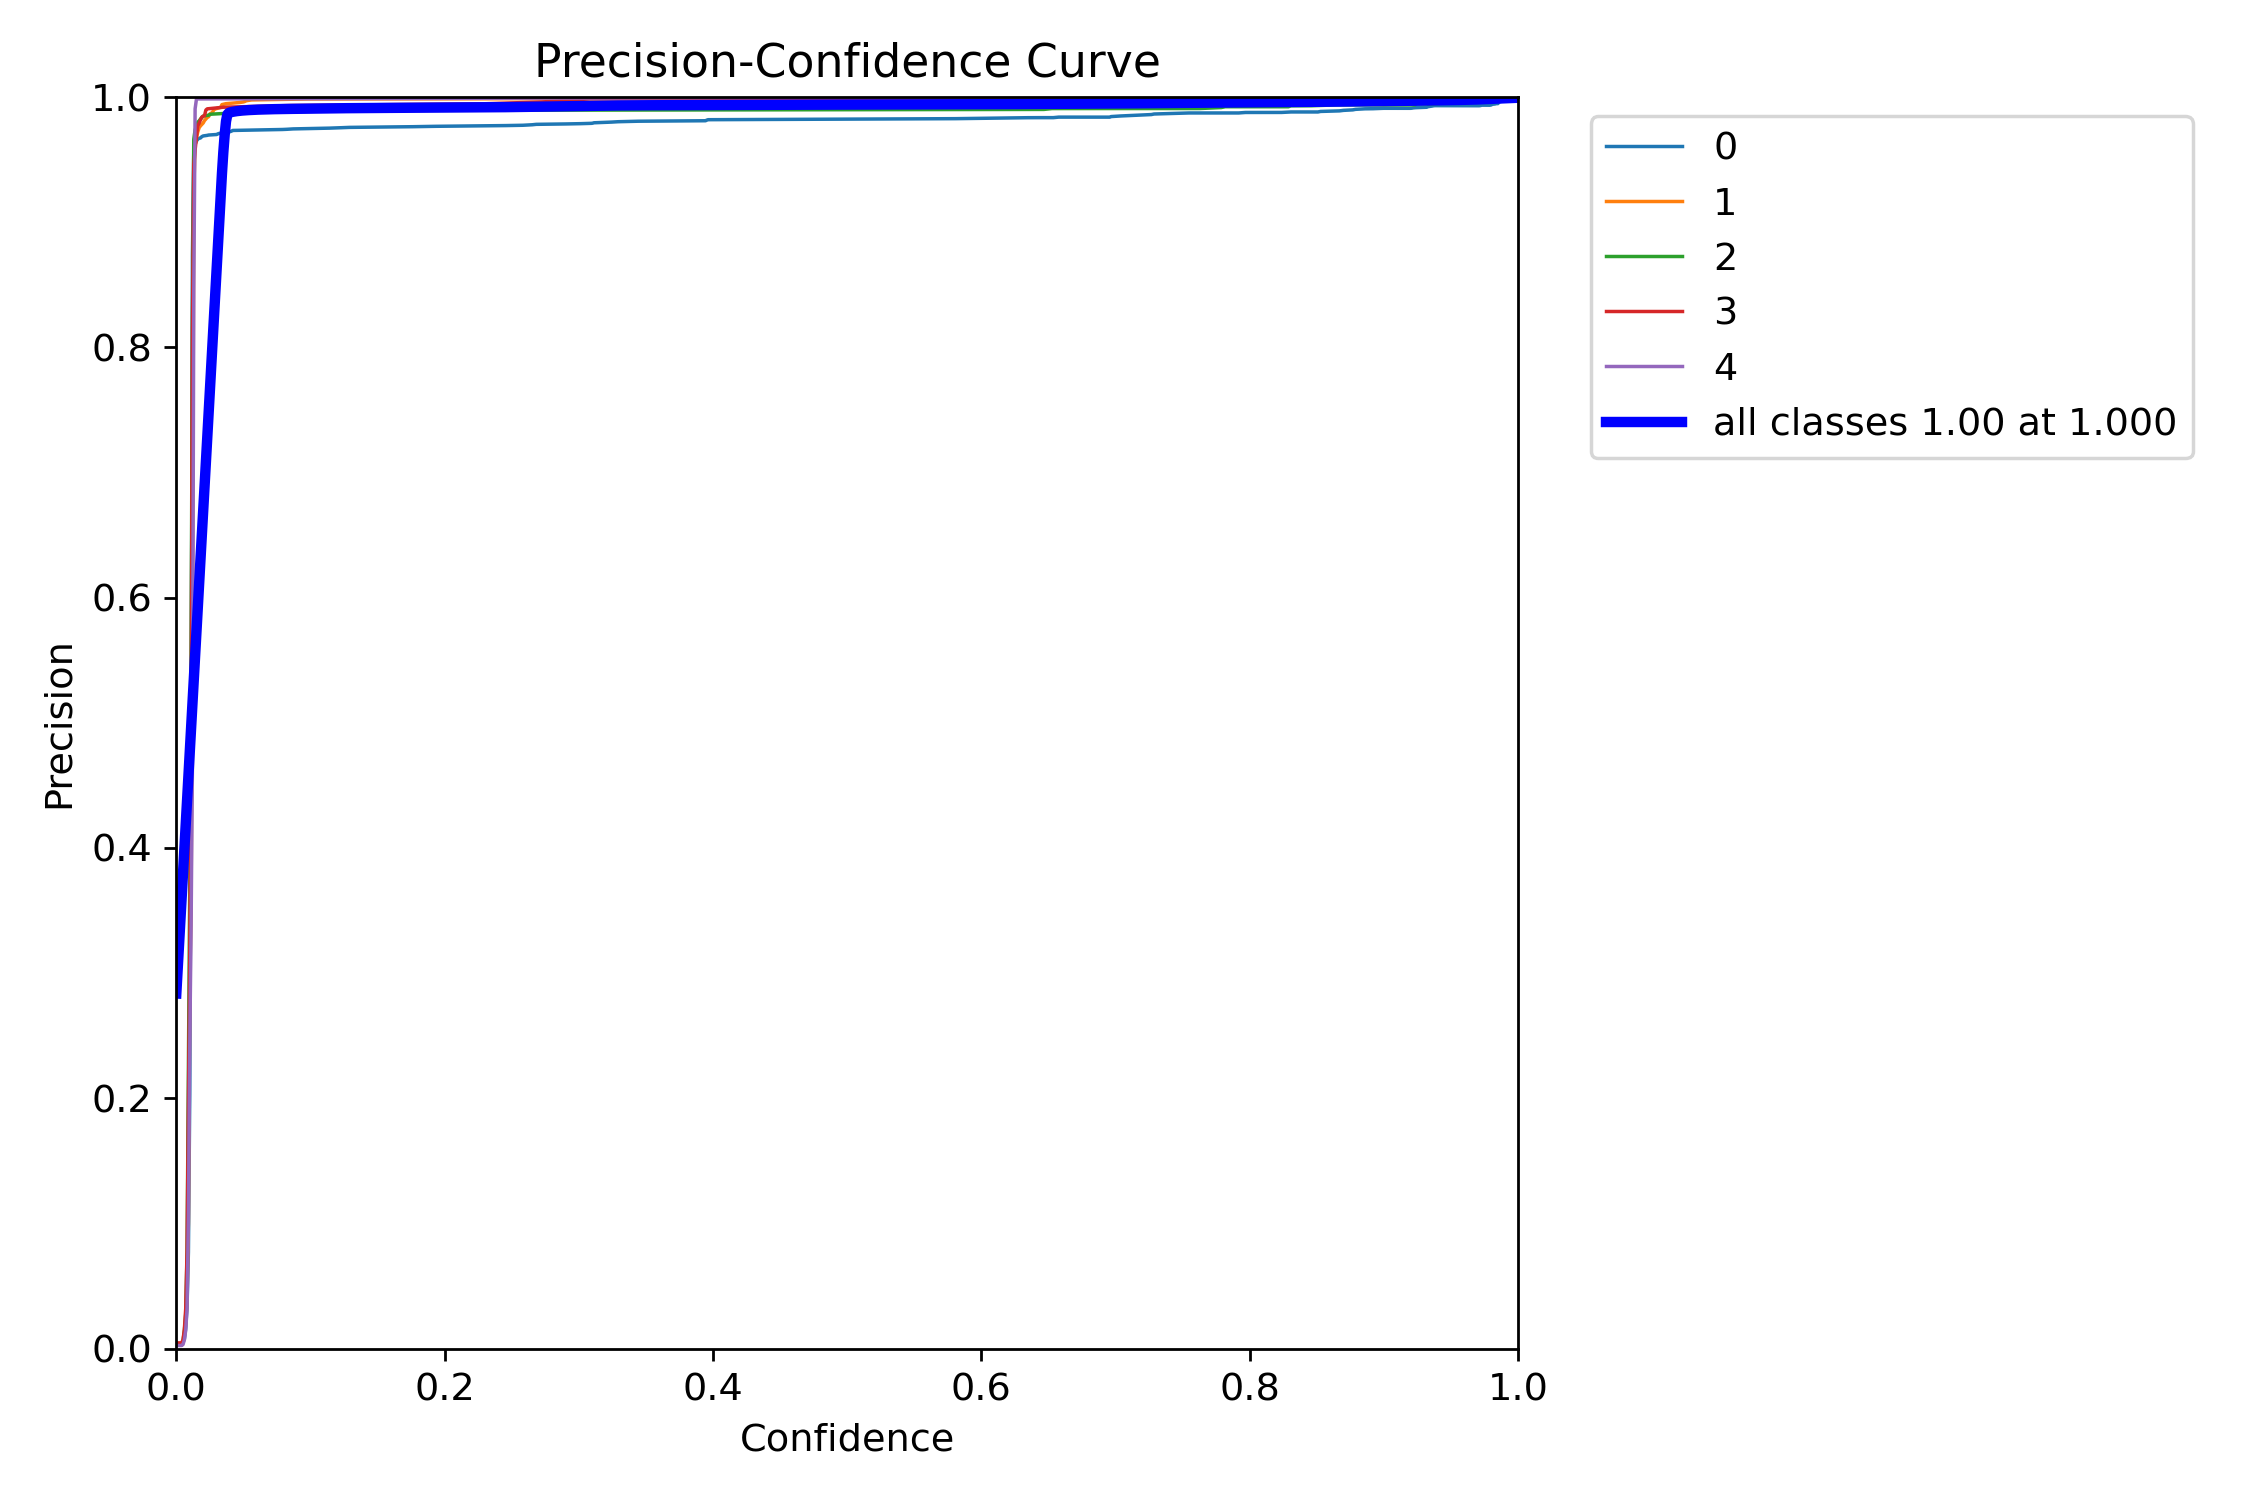 Precision-Confidence Curve
1.0
0.8
0.6
0.4
0.2
0.0
Precision
0.0 0.2 0.4 0.6 0.8 1.0
Confidence
0
1
2
3
4
all classes 1.00 at 1.000